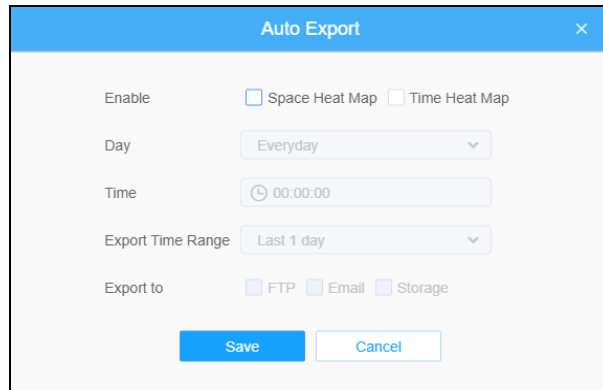 Auto Export
Enable Space Heat Map Time Heat Map
Day Everyday
Time 00:00:00
Export Time Range Last 1 day
Export to FTP Email Storage
Save Cancel